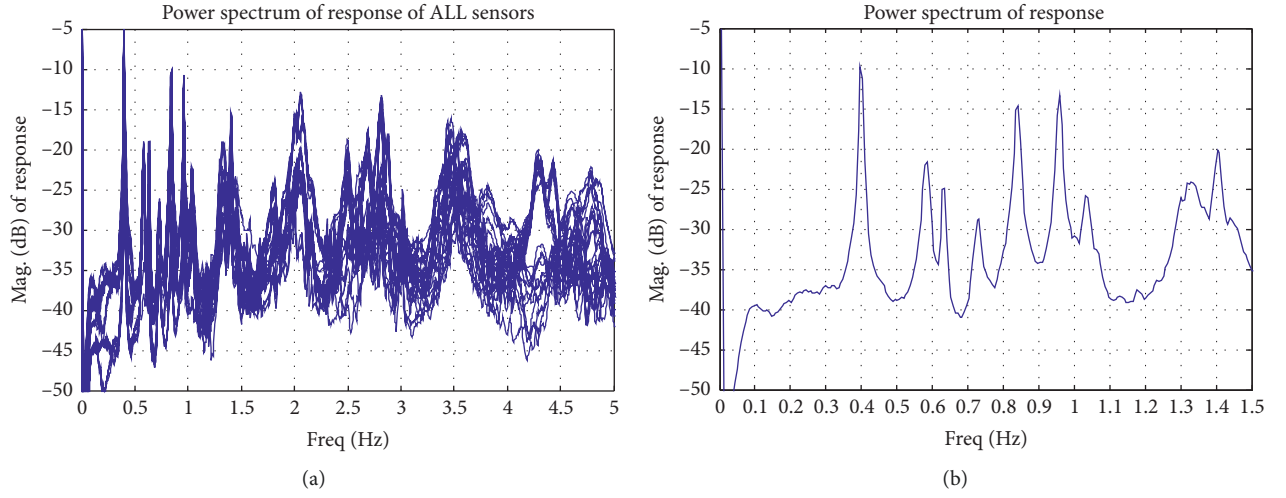 Power spectrum of response of ALL sensors
Mag. (dB) of response
−5
−10
−15
−20
−25
−30
−35
−40
−45
−50
0 0.5 1 1.5 2 2.5 3 3.5 4 4.5 5
Freq (Hz)
(a)
Power spectrum of response
Mag. (dB) of response
−5
−10
−15
−20
−25
−30
−35
−40
−45
−50
0 0.1 0.2 0.3 0.4 0.5 0.6 0.7 0.8 0.9 1 1.1 1.2 1.3 1.4 1.5
Freq (Hz)
(b)